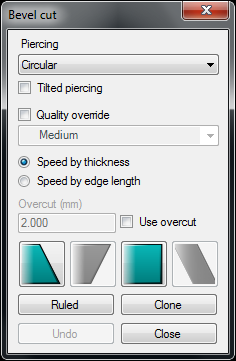 Bevel cut
Piercing
Circular
Tilted piercing
Quality override
Medium
Speed by thickness
Speed by edge length
Overcut (mm)
2.000 Use overcut
Ruled Clone
Undo Close